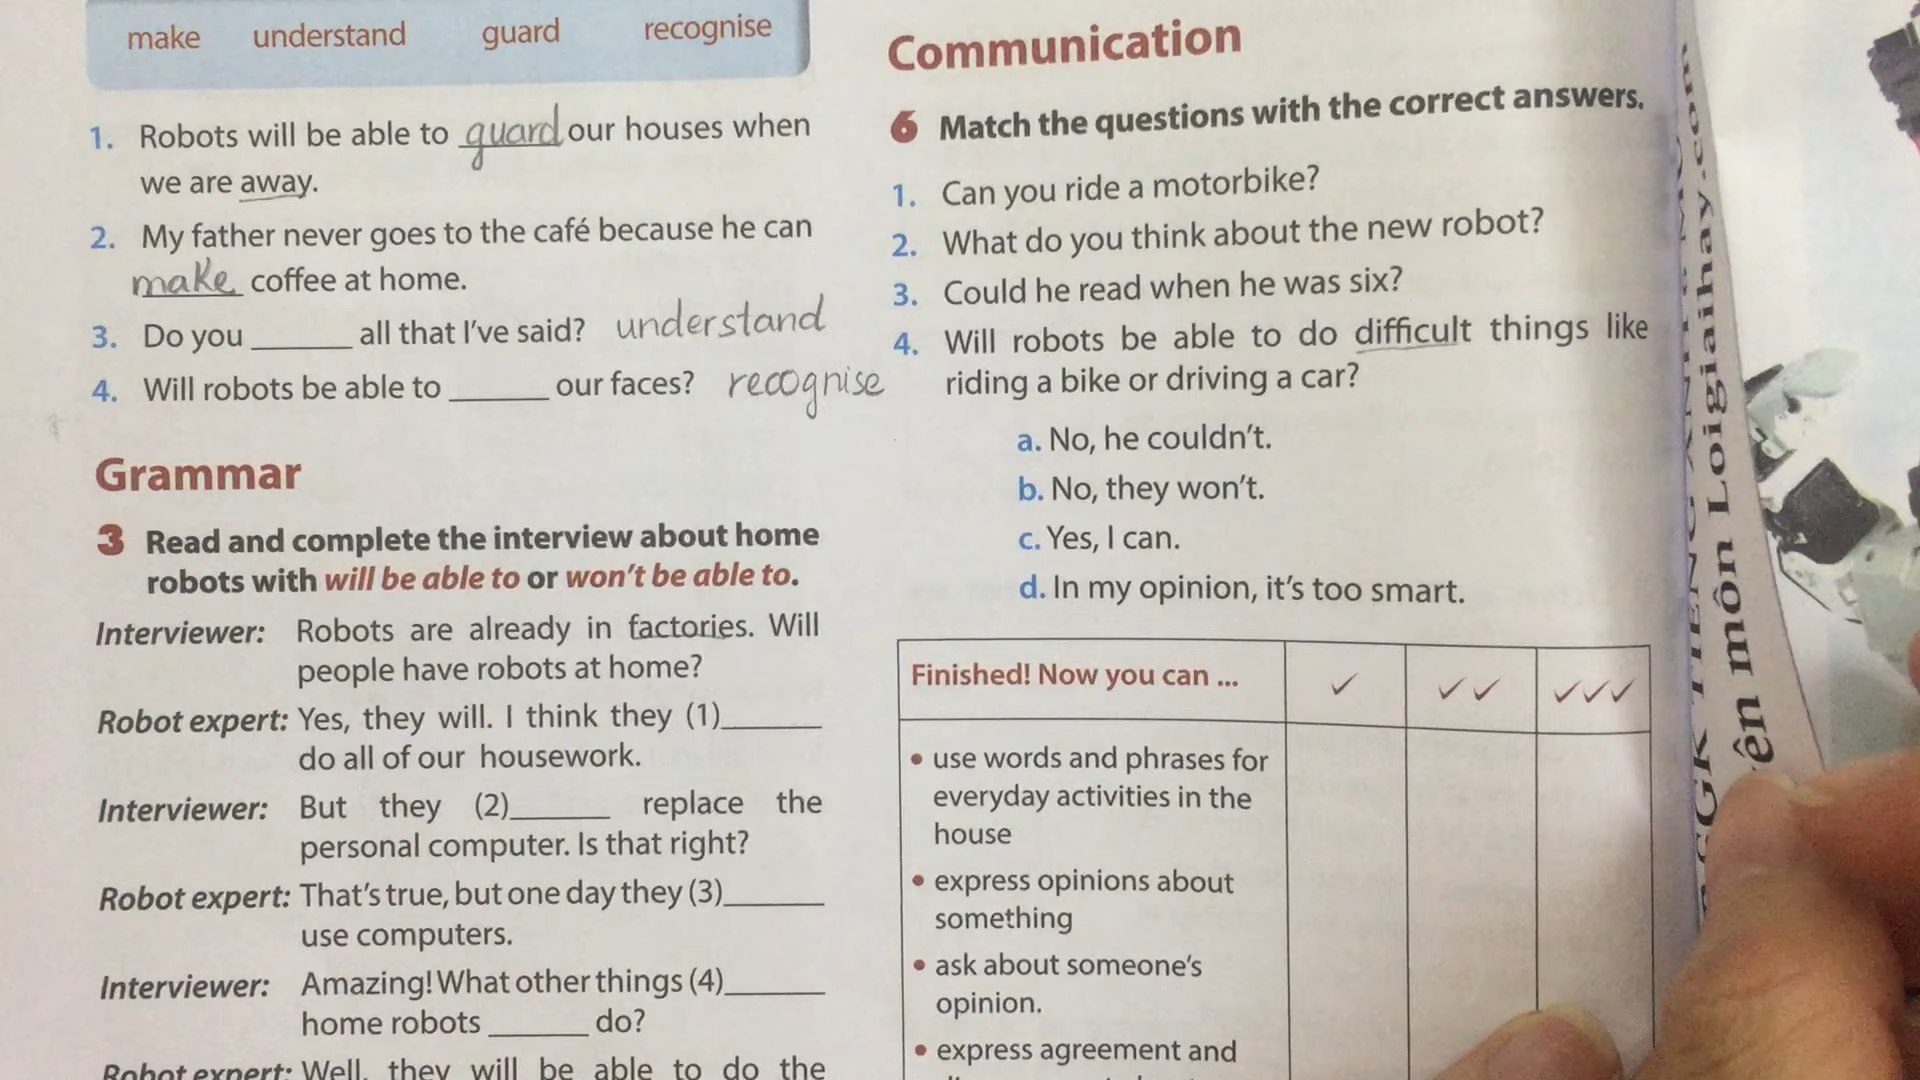 make understand guard recognise
1. Robots will be able to guard our houses when
we are away.
2. My father never goes to the café because he can
make coffee at home.
3. Do you ______ all that I've said? understand
4. Will robots be able to ______ our faces? recognise
Grammar
3 Read and complete the interview about home
robots with will be able to or won't be able to.
Interviewer: Robots are already in factories. Will
people have robots at home?
Robot expert: Yes, they will. I think they (1)______
do all of our housework.
Interviewer: But they (2)______ replace the
personal computer. Is that right?
Robot expert: That's true, but one day they (3)______
use computers.
Interviewer: Amazing! What other things (4)______
home robots ______ do?
Robot expert: Well, they will be able to do the
Communication
6 Match the questions with the correct answers.
1. Can you ride a motorbike?
2. What do you think about the new robot?
3. Could he read when he was six?
4. Will robots be able to do difficult things like
riding a bike or driving a car?
a. No, he couldn't.
b. No, they won't.
c. Yes, I can.
d. In my opinion, it's too smart.
Finished! Now you can ... ✓ ✓✓ ✓✓✓
• use words and phrases for
everyday activities in the
house
• express opinions about
something
• ask about someone's
opinion.
• express agreement and
môn Loigiaihay.com